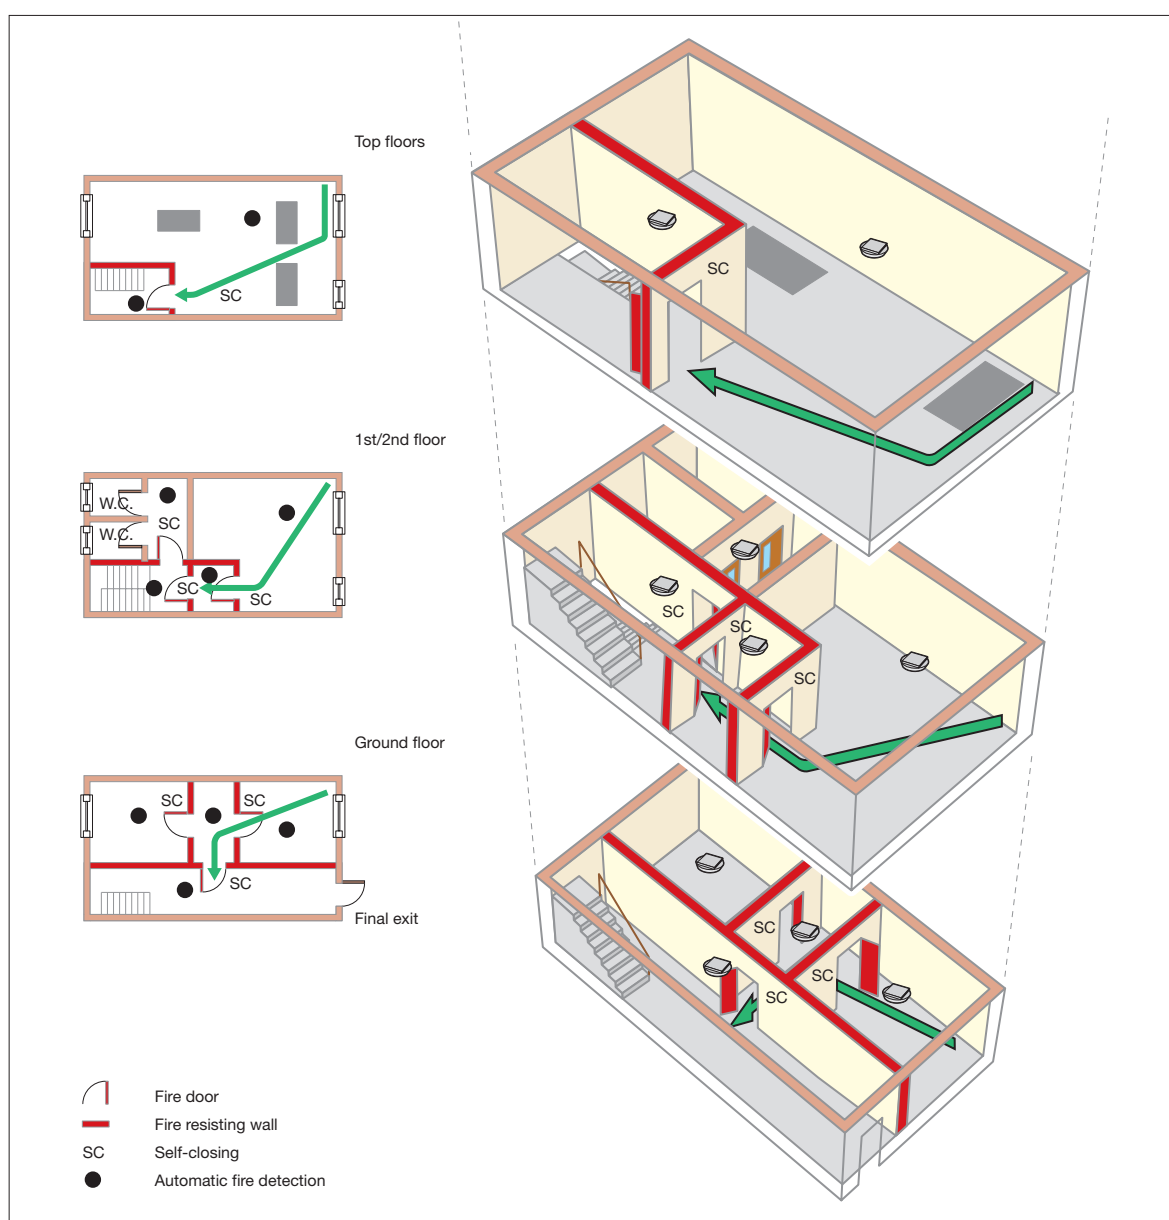 Top floors
SC
SC
1st/2nd floor
W.C.
SC
W.C.
SC
SC
SC
SC
SC
Ground floor
SC
SC
SC
Final exit
SC
SC
SC
Fire door
Fire resisting wall
SC
Self-closing
Automatic fire detection